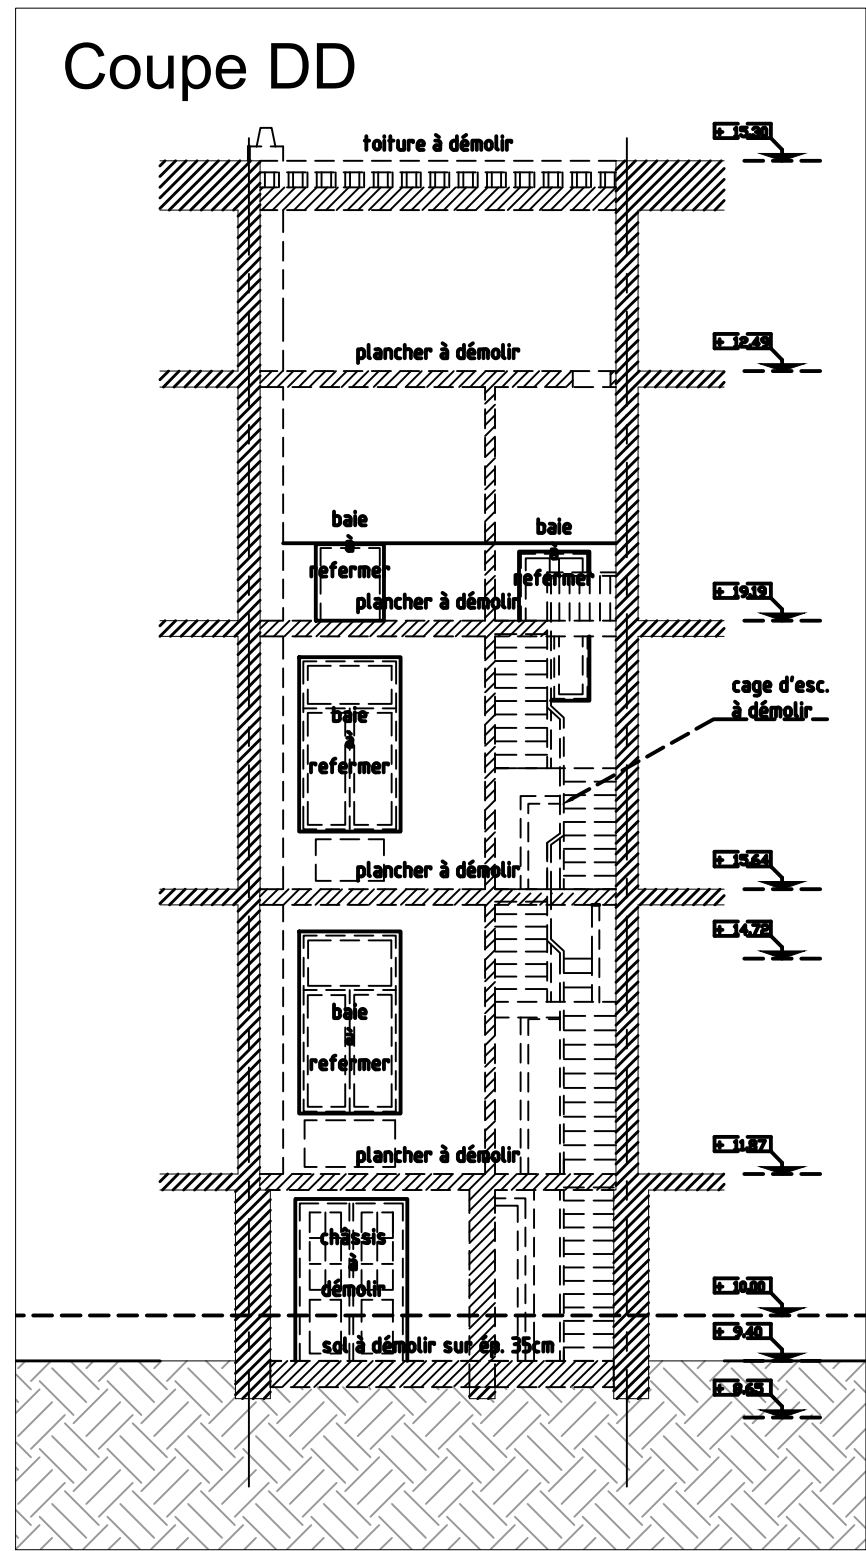 Coupe DD
toiture à démolir
+ 15.30
plancher à démolir
+ 12.49
baie
à
refermer
baie
à
refermer
plancher à démolir
+ 19.19
cage d'esc.
à démolir
baie
à
refermer
plancher à démolir
+ 15.64
+ 14.72
baie
à
refermer
plancher à démolir
+ 11.87
châssis
à
démolir
+ 10.00
+ 9.40
sol à démolir sur ép. 35cm
+ 8.65